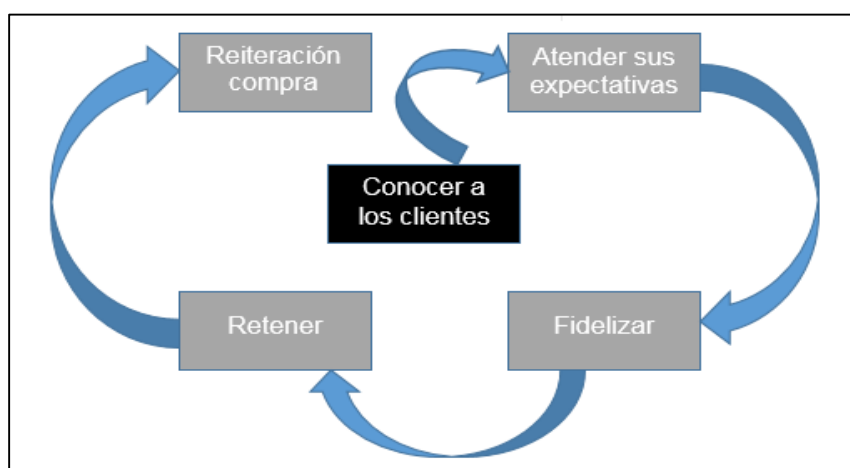 Reiteración
compra
Atender sus
expectativas
Conocer a
los clientes
Retener
Fidelizar